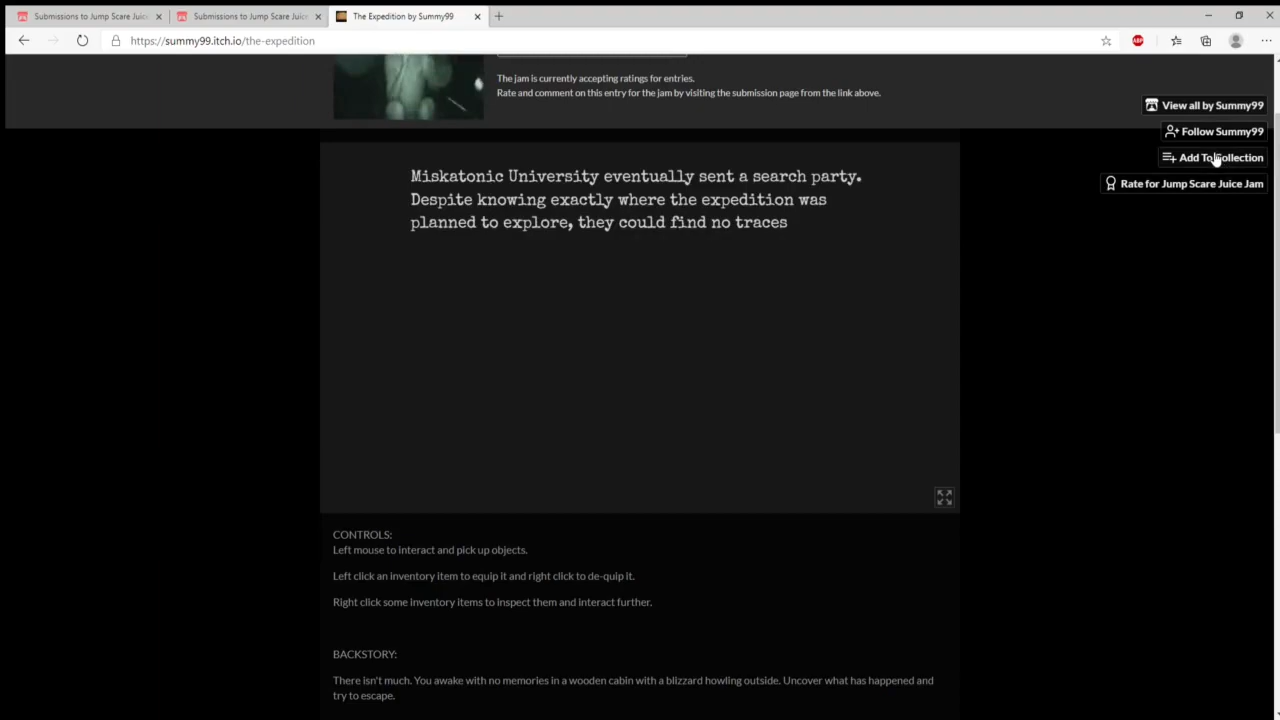 Submissions to Jump Scare Juice
Submissions to Jump Scare Juice
The Expedition by Summy99
https://summy99.itch.io/the-expedition
ABP
The jam is currently accepting ratings for entries.
Rate and comment on this entry for the jam by visiting the submission page from the link above.
View all by Summy99
Follow Summy99
Add To Collection
Rate for Jump Scare Juice Jam
Miskatonic University eventually sent a search party.
Despite knowing exactly where the expedition was
planned to explore, they could find no traces
CONTROLS:
Left mouse to interact and pick up objects.
Left click an inventory item to equip it and right click to de-quip it.
Right click some inventory items to inspect them and interact further.
BACKSTORY:
There isn't much. You awake with no memories in a wooden cabin with a blizzard howling outside. Uncover what has happened and
try to escape.